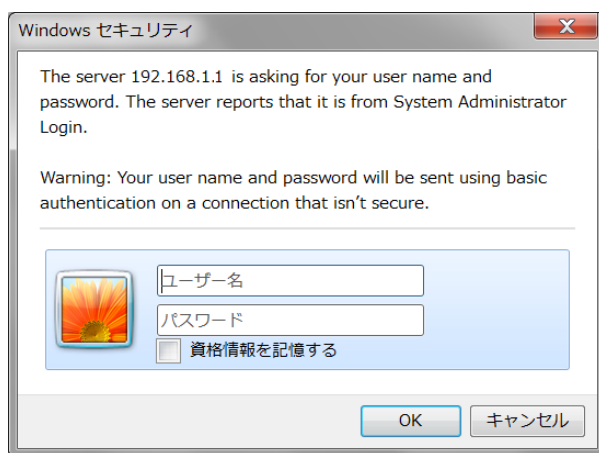 Windows セキュリティ
The server 192.168.1.1 is asking for your user name and
password. The server reports that it is from System Administrator
Login.
Warning: Your user name and password will be sent using basic
authentication on a connection that isn't secure.
ユーザー名
パスワード
資格情報を記憶する
OK キャンセル